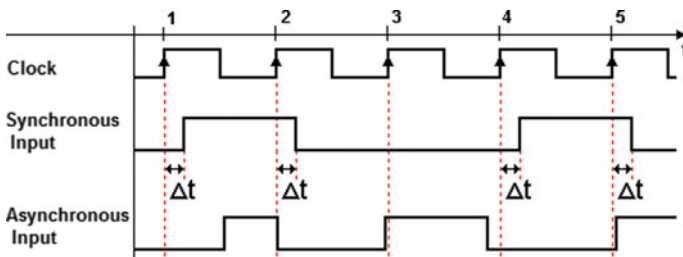 1 2 3 4 5
t
Clock
Synchronous
Input
Δt Δt Δt Δt
Asynchronous
Input